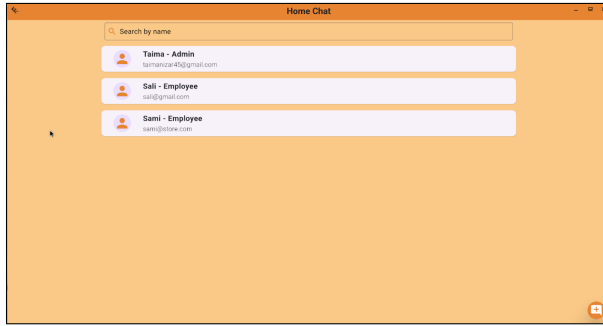 Home Chat
Search by name
Taima - Admin
taimanizar45@gmail.com
Sali - Employee
sali@gmail.com
Sami - Employee
sami@store.com